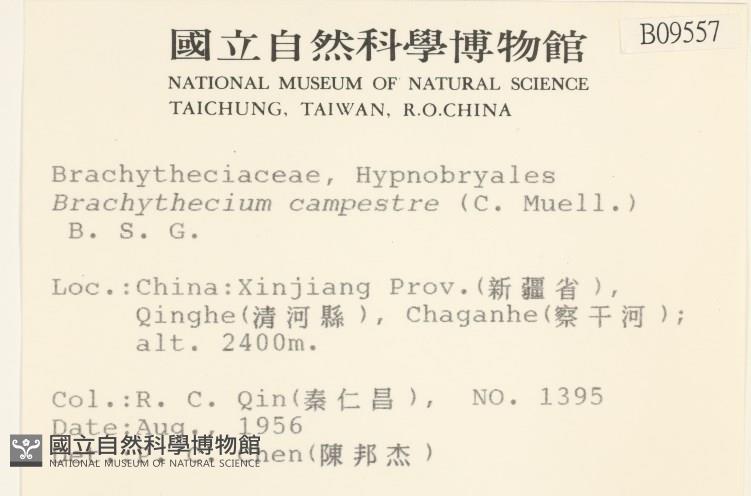 國立自然科學博物館
B09557
NATIONAL MUSEUM OF NATURAL SCIENCE
TAICHUNG, TAIWAN, R.O.CHINA
Brachytheciaceae, Hypnobryales
Brachythecium campestre (C. Muell.)
B. S. G.
Loc.:China:Xinjiang Prov.(新疆省),
Qinghe(清河縣), Chaganhe(察干河);
alt. 2400m.
Col.:R. C. Qin(秦仁昌), NO. 1395
Date:Aug., 1956
國立自然科學博物館
NATIONAL MUSEUM OF NATURAL SCIENCE
Chen(陳邦杰)